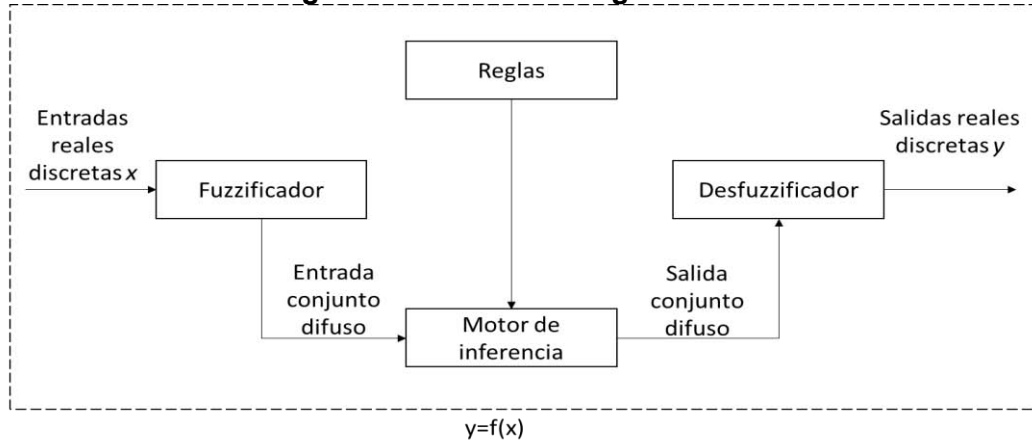 Reglas
Entradas
reales
discretas x
Fuzzificador
Salidas reales
discretas y
Desfuzzificador
Entrada
conjunto
difuso
Motor de
inferencia
Salida
conjunto
difuso
y=f(x)